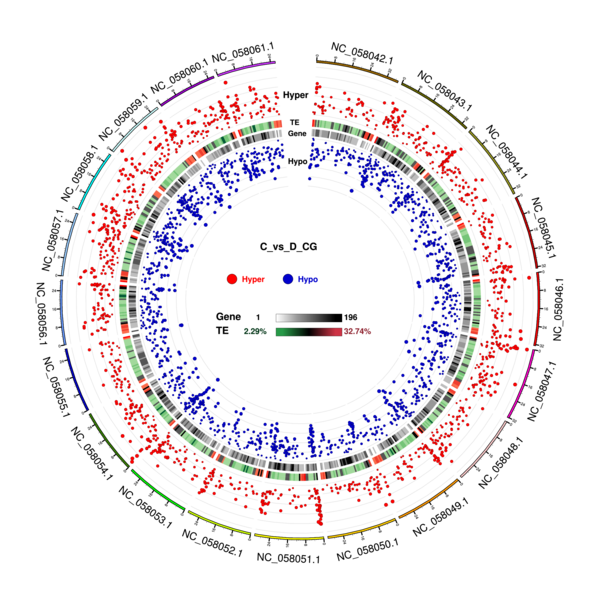 NC_058042.1
NC_058043.1
NC_058044.1
NC_058045.1
NC_058046.1
NC_058047.1
NC_058048.1
NC_058049.1
NC_058050.1
NC_058051.1
NC_058052.1
NC_058053.1
NC_058054.1
NC_058055.1
NC_058056.1
NC_058057.1
NC_058058.1
NC_058059.1
NC_058060.1
NC_058061.1
Hyper
TE
Gene
Hypo
C_vs_D_CG
Hyper Hypo
Gene 1 196
TE 2.29% 32.74%